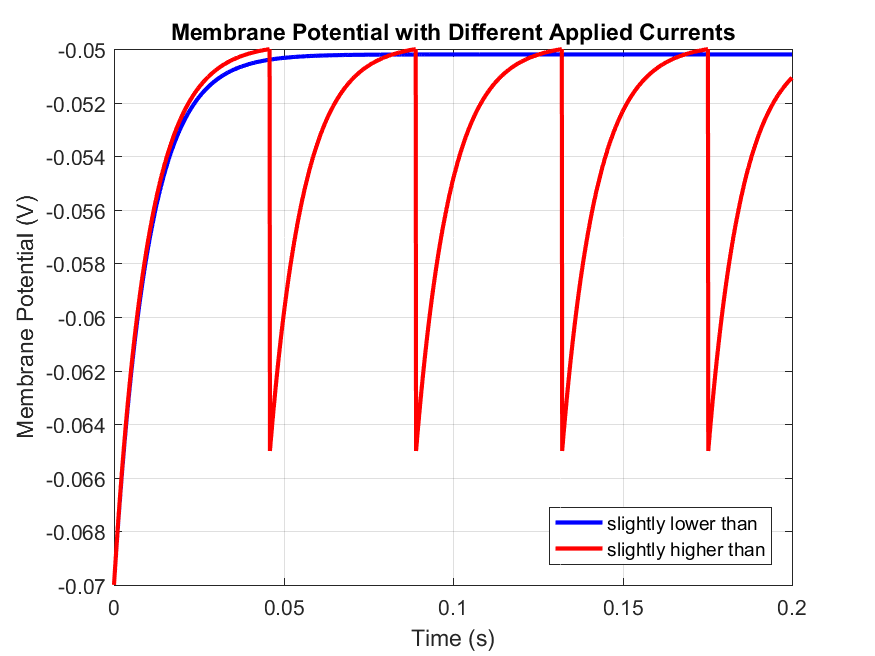 Membrane Potential with Different Applied Currents
Membrane Potential (V)
-0.05
-0.052
-0.054
-0.056
-0.058
-0.06
-0.062
-0.064
-0.066
-0.068
-0.07
slightly lower than
slightly higher than
0 0.05 0.1 0.15 0.2
Time (s)